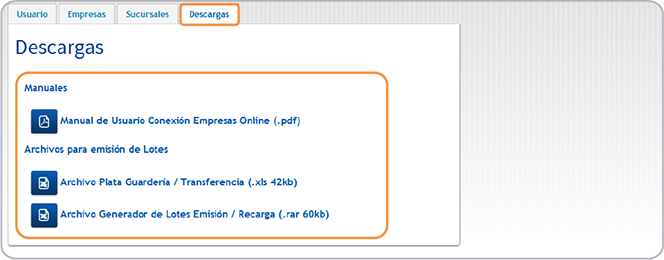 Usuario Empresas Sucursales Descargas
Descargas
Manuales
Manual de Usuario Conexión Empresas Online (.pdf)
Archivos para emisión de Lotes
Archivo Plata Guardería / Transferencia (.xls 42kb)
Archivo Generador de Lotes Emisión / Recarga (.rar 60kb)